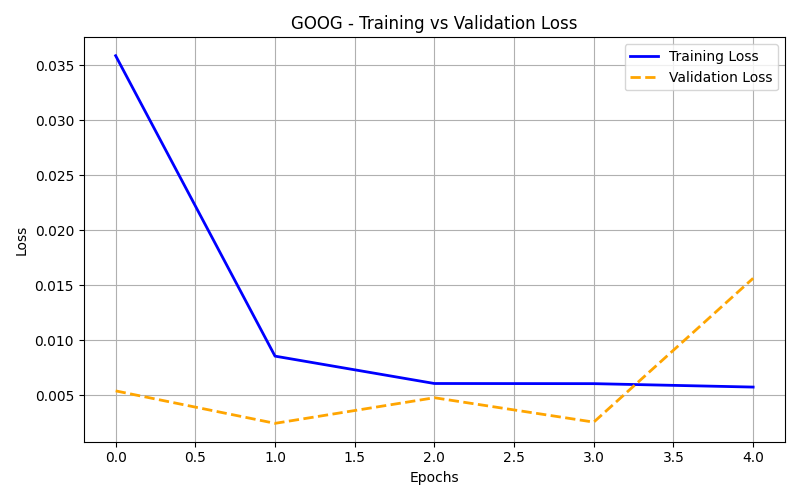 GOOG - Training vs Validation Loss
Training Loss
Validation Loss
0.035
0.030
0.025
0.020
0.015
0.010
0.005
Loss
0.0 0.5 1.0 1.5 2.0 2.5 3.0 3.5 4.0
Epochs